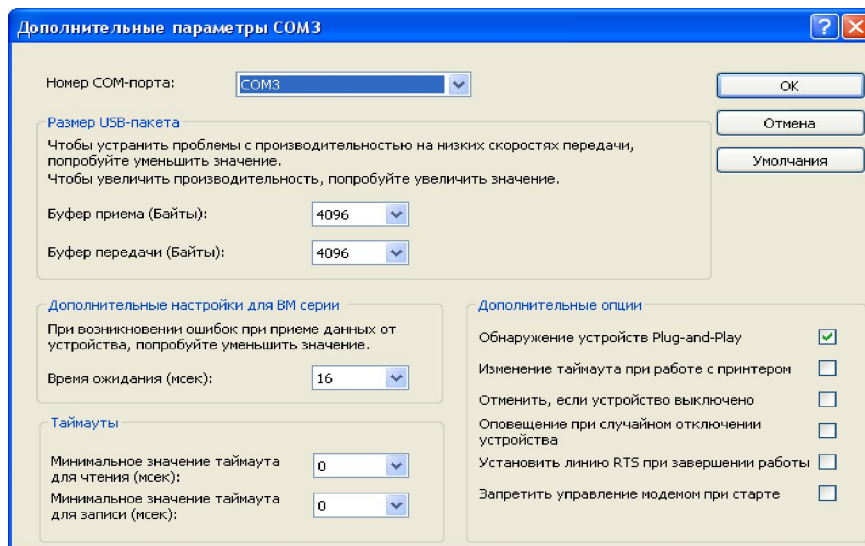 Дополнительные параметры COM3
Номер COM-порта:
COM3
OK
Отмена
Умолчания
Размер USB-пакета
Чтобы устранить проблемы с производительностью на низких скоростях передачи,
попробуйте уменьшить значение.
Чтобы увеличить производительность, попробуйте увеличить значение.
Буфер приема (Байты):
4096
Буфер передачи (Байты):
4096
Дополнительные настройки для BM серии
При возникновении ошибок при приеме данных от
устройства, попробуйте уменьшить значение.
Время ожидания (мсек):
16
Таймауты
Минимальное значение таймаута
для чтения (мсек):
0
Минимальное значение таймаута
для записи (мсек):
0
Дополнительные опции
Обнаружение устройств Plug-and-Play
Изменение таймаута при работе с принтером
Отменить, если устройство выключено
Оповещение при случайном отключении
устройства
Установить линию RTS при завершении работы
Запретить управление модемом при старте